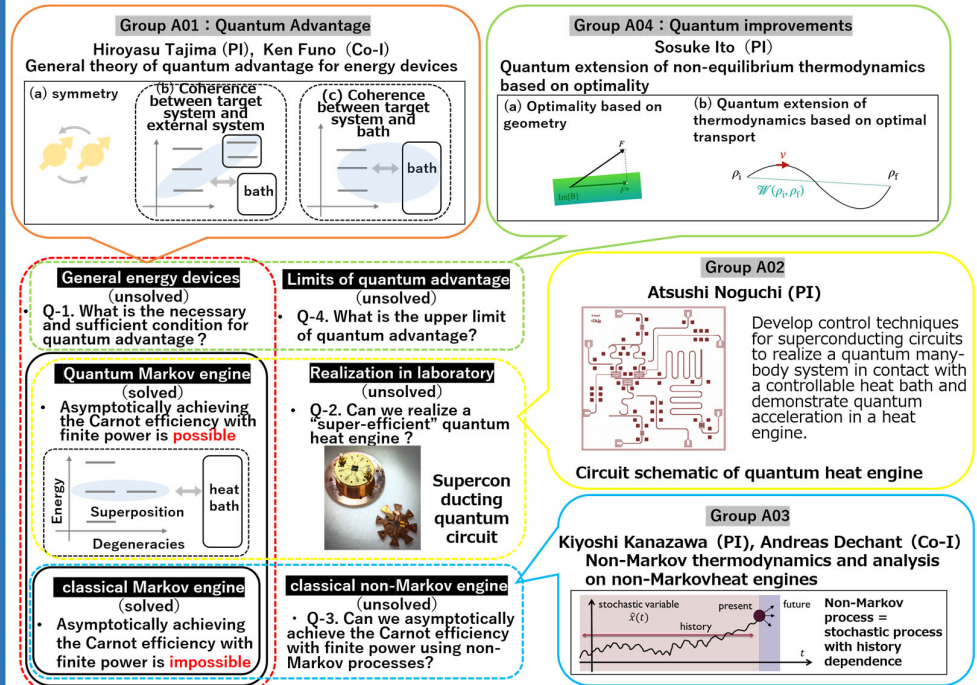 Group A01：Quantum Advantage
Hiroyasu Tajima (PI), Ken Funo (Co-I)
General theory of quantum advantage for energy devices
(a) symmetry
(b) Coherence
between target
system and
external system
bath
(c) Coherence
between target
system and
bath
bath
Group A04：Quantum improvements
Sosuke Ito (PI)
Quantum extension of non-equilibrium thermodynamics
based on optimality
(a) Optimality based on
geometry
F
F*
Im[B]
(b) Quantum extension of
thermodynamics based on optimal
transport
v
ρi
ρf
𝒲(ρi, ρf)
General energy devices
(unsolved)
• Q-1. What is the necessary
and sufficient condition for
quantum advantage ?
Limits of quantum advantage
(unsolved)
• Q-4. What is the upper limit
of quantum advantage?
Quantum Markov engine
(solved)
• Asymptotically achieving
the Carnot efficiency with
finite power is possible
Energy
Superposition
Degeneracies
heat
bath
Realization in laboratory
(unsolved)
• Q-2. Can we realize a
"super-efficient" quantum
heat engine ?
Supercon
ducting
quantum
circuit
classical Markov engine
(solved)
• Asymptotically achieving
the Carnot efficiency with
finite power is impossible
classical non-Markov engine
(unsolved)
• Q-3. Can we asymptotically
achieve the Carnot efficiency
with finite power using non-
Markov processes?
Group A02
Atsushi Noguchi (PI)
Develop control techniques
for superconducting circuits
to realize a quantum many-
body system in contact with
a controllable heat bath and
demonstrate quantum
acceleration in a heat
engine.
Circuit schematic of quantum heat engine
Group A03
Kiyoshi Kanazawa (PI), Andreas Dechant (Co-I)
Non-Markov thermodynamics and analysis
on non-Markovheat engines
stochastic variable
x̂(t)
present
future
history
t
Non-Markov
process =
stochastic process
with history
dependence